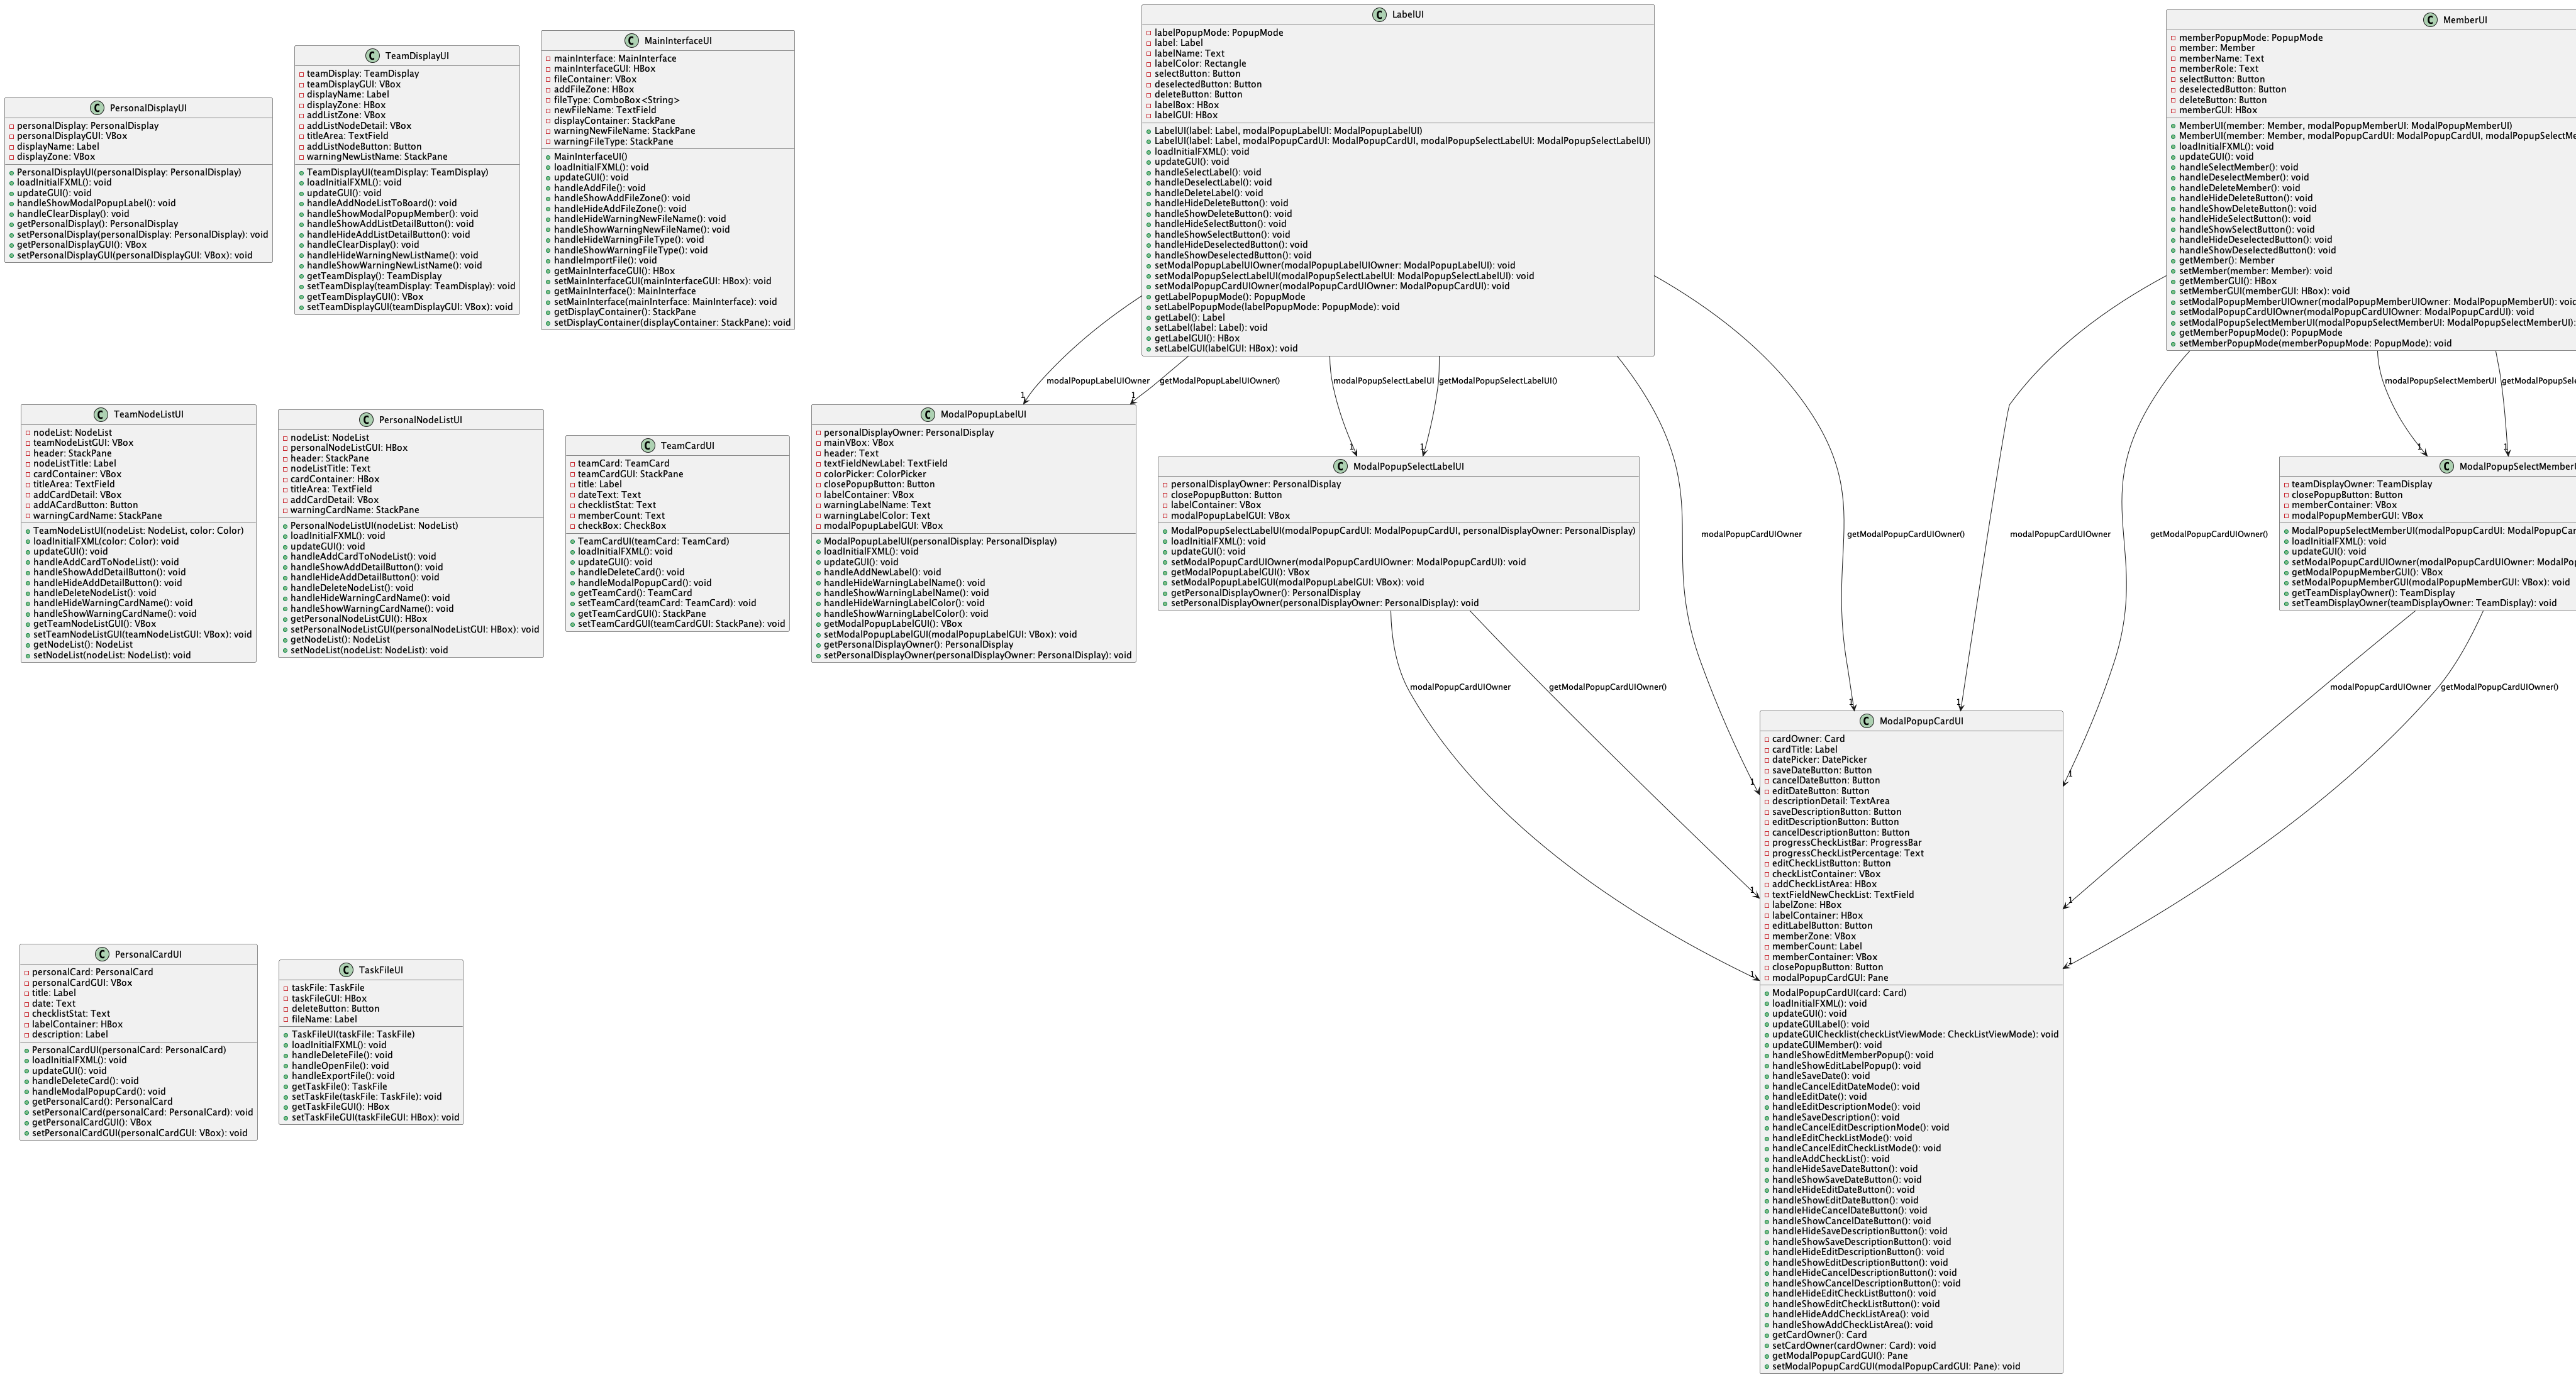 PersonalDisplayUI
personalDisplay: PersonalDisplay
personalDisplayGUI: VBox
displayName: Label
displayZone: VBox
PersonalDisplayUI(personalDisplay: PersonalDisplay)
loadInitialFXML(): void
updateGUI(): void
handleShowModalPopupLabel(): void
handleClearDisplay(): void
getPersonalDisplay(): PersonalDisplay
setPersonalDisplay(personalDisplay: PersonalDisplay): void
getPersonalDisplayGUI(): VBox
setPersonalDisplayGUI(personalDisplayGUI: VBox): void
TeamDisplayUI
teamDisplay: TeamDisplay
teamDisplayGUI: VBox
displayName: Label
displayZone: HBox
addListZone: VBox
addListNodeDetail: VBox
titleArea: TextField
addListNodeButton: Button
warningNewListName: StackPane
TeamDisplayUI(teamDisplay: TeamDisplay)
loadInitialFXML(): void
updateGUI(): void
handleAddNodeListToBoard(): void
handleShowModalPopupMember(): void
handleShowAddListDetailButton(): void
handleHideAddListDetailButton(): void
handleClearDisplay(): void
handleHideWarningNewListName(): void
handleShowWarningNewListName(): void
getTeamDisplay(): TeamDisplay
setTeamDisplay(teamDisplay: TeamDisplay): void
getTeamDisplayGUI(): VBox
setTeamDisplayGUI(teamDisplayGUI: VBox): void
MainInterfaceUI
mainInterface: MainInterface
mainInterfaceGUI: HBox
fileContainer: VBox
addFileZone: HBox
fileType: ComboBox<String>
newFileName: TextField
displayContainer: StackPane
warningNewFileName: StackPane
warningFileType: StackPane
MainInterfaceUI()
loadInitialFXML(): void
updateGUI(): void
handleAddFile(): void
handleShowAddFileZone(): void
handleHideAddFileZone(): void
handleHideWarningNewFileName(): void
handleShowWarningNewFileName(): void
handleHideWarningFileType(): void
handleShowWarningFileType(): void
handleImportFile(): void
getMainInterfaceGUI(): HBox
setMainInterfaceGUI(mainInterfaceGUI: HBox): void
getMainInterface(): MainInterface
setMainInterface(mainInterface: MainInterface): void
getDisplayContainer(): StackPane
setDisplayContainer(displayContainer: StackPane): void
LabelUI
labelPopupMode: PopupMode
label: Label
labelName: Text
labelColor: Rectangle
selectButton: Button
deselectedButton: Button
deleteButton: Button
labelBox: HBox
labelGUI: HBox
LabelUI(label: Label, modalPopupLabelUI: ModalPopupLabelUI)
LabelUI(label: Label, modalPopupCardUI: ModalPopupCardUI, modalPopupSelectLabelUI: ModalPopupSelectLabelUI)
loadInitialFXML(): void
updateGUI(): void
handleSelectLabel(): void
handleDeselectLabel(): void
handleDeleteLabel(): void
handleHideDeleteButton(): void
handleShowDeleteButton(): void
handleHideSelectButton(): void
handleShowSelectButton(): void
handleHideDeselectedButton(): void
handleShowDeselectedButton(): void
setModalPopupLabelUIOwner(modalPopupLabelUIOwner: ModalPopupLabelUI): void
setModalPopupSelectLabelUI(modalPopupSelectLabelUI: ModalPopupSelectLabelUI): void
setModalPopupCardUIOwner(modalPopupCardUIOwner: ModalPopupCardUI): void
getLabelPopupMode(): PopupMode
setLabelPopupMode(labelPopupMode: PopupMode): void
getLabel(): Label
setLabel(label: Label): void
getLabelGUI(): HBox
setLabelGUI(labelGUI: HBox): void
MemberUI
memberPopupMode: PopupMode
member: Member
memberName: Text
memberRole: Text
selectButton: Button
deselectedButton: Button
deleteButton: Button
memberGUI: HBox
MemberUI(member: Member, modalPopupMemberUI: ModalPopupMemberUI)
MemberUI(member: Member, modalPopupCardUI: ModalPopupCardUI, modalPopupSelectMe
loadInitialFXML(): void
updateGUI(): void
handleSelectMember(): void
handleDeselectMember(): void
handleDeleteMember(): void
handleHideDeleteButton(): void
handleShowDeleteButton(): void
handleHideSelectButton(): void
handleShowSelectButton(): void
handleHideDeselectedButton(): void
handleShowDeselectedButton(): void
getMember(): Member
setMember(member: Member): void
getMemberGUI(): HBox
setMemberGUI(memberGUI: HBox): void
setModalPopupMemberUIOwner(modalPopupMemberUIOwner: ModalPopupMemberUI): void
setModalPopupCardUIOwner(modalPopupCardUIOwner: ModalPopupCardUI): void
setModalPopupSelectMemberUI(modalPopupSelectMemberUI: ModalPopupSelectMemberUI):
getMemberPopupMode(): PopupMode
setMemberPopupMode(memberPopupMode: PopupMode): void
modalPopupLabelUIOwner
getModalPopupLabelUIOwner()
modalPopupSelectLabelUI
getModalPopupSelectLabelUI()
modalPopupSelectMemberUI
getModalPopupSele
1
1
1
1
1
1
TeamNodeListUI
nodeList: NodeList
teamNodeListGUI: VBox
header: StackPane
nodeListTitle: Label
cardContainer: VBox
titleArea: TextField
addCardDetail: VBox
addACardButton: Button
warningCardName: StackPane
TeamNodeListUI(nodeList: NodeList, color: Color)
loadInitialFXML(color: Color): void
updateGUI(): void
handleAddCardToNodeList(): void
handleShowAddDetailButton(): void
handleHideAddDetailButton(): void
handleDeleteNodeList(): void
handleHideWarningCardName(): void
handleShowWarningCardName(): void
getTeamNodeListGUI(): VBox
setTeamNodeListGUI(teamNodeListGUI: VBox): void
getNodeList(): NodeList
setNodeList(nodeList: NodeList): void
PersonalNodeListUI
nodeList: NodeList
personalNodeListGUI: HBox
header: StackPane
nodeListTitle: Text
cardContainer: HBox
titleArea: TextField
addCardDetail: VBox
warningCardName: StackPane
PersonalNodeListUI(nodeList: NodeList)
loadInitialFXML(): void
updateGUI(): void
handleAddCardToNodeList(): void
handleShowAddDetailButton(): void
handleHideAddDetailButton(): void
handleDeleteNodeList(): void
handleHideWarningCardName(): void
handleShowWarningCardName(): void
getPersonalNodeListGUI(): HBox
setPersonalNodeListGUI(personalNodeListGUI: HBox): void
getNodeList(): NodeList
setNodeList(nodeList: NodeList): void
TeamCardUI
teamCard: TeamCard
teamCardGUI: StackPane
title: Label
dateText: Text
checklistStat: Text
memberCount: Text
checkBox: CheckBox
TeamCardUI(teamCard: TeamCard)
loadInitialFXML(): void
updateGUI(): void
handleDeleteCard(): void
handleModalPopupCard(): void
getTeamCard(): TeamCard
setTeamCard(teamCard: TeamCard): void
getTeamCardGUI(): StackPane
setTeamCardGUI(teamCardGUI: StackPane): void
ModalPopupLabelUI
personalDisplayOwner: PersonalDisplay
mainVBox: VBox
header: Text
textFieldNewLabel: TextField
colorPicker: ColorPicker
closePopupButton: Button
labelContainer: VBox
warningLabelName: Text
warningLabelColor: Text
modalPopupLabelGUI: VBox
ModalPopupLabelUI(personalDisplay: PersonalDisplay)
loadInitialFXML(): void
updateGUI(): void
handleAddNewLabel(): void
handleHideWarningLabelName(): void
handleShowWarningLabelName(): void
handleHideWarningLabelColor(): void
handleShowWarningLabelColor(): void
getModalPopupLabelGUI(): VBox
setModalPopupLabelGUI(modalPopupLabelGUI: VBox): void
getPersonalDisplayOwner(): PersonalDisplay
setPersonalDisplayOwner(personalDisplayOwner: PersonalDisplay): void
ModalPopupSelectLabelUI
personalDisplayOwner: PersonalDisplay
closePopupButton: Button
labelContainer: VBox
modalPopupLabelGUI: VBox
ModalPopupSelectLabelUI(modalPopupCardUI: ModalPopupCardUI, personalDisplayOwner: PersonalDisplay)
loadInitialFXML(): void
updateGUI(): void
setModalPopupCardUIOwner(modalPopupCardUIOwner: ModalPopupCardUI): void
getModalPopupLabelGUI(): VBox
setModalPopupLabelGUI(modalPopupLabelGUI: VBox): void
getPersonalDisplayOwner(): PersonalDisplay
setPersonalDisplayOwner(personalDisplayOwner: PersonalDisplay): void
modalPopupCardUIOwner
getModalPopupCardUIOwner()
modalPopupCardUIOwner
getModalPopupCardUIOwner()
ModalPopupSelectMemberU
teamDisplayOwner: TeamDisplay
closePopupButton: Button
memberContainer: VBox
modalPopupMemberGUI: VBox
ModalPopupSelectMemberUI(modalPopupCardUI: ModalPopupCar
loadInitialFXML(): void
updateGUI(): void
setModalPopupCardUIOwner(modalPopupCardUIOwner: ModalPop
getModalPopupMemberGUI(): VBox
setModalPopupMemberGUI(modalPopupMemberGUI: VBox): void
getTeamDisplayOwner(): TeamDisplay
setTeamDisplayOwner(teamDisplayOwner: TeamDisplay): void
modalPopupCardUIOwner
getModalPopupCardUIOwner()
modalPopupCardUIOwner
getModalPopupCardUIOwner()
1
1
1
1
1
1
1
1
PersonalCardUI
personalCard: PersonalCard
personalCardGUI: VBox
title: Label
date: Text
checklistStat: Text
labelContainer: HBox
description: Label
PersonalCardUI(personalCard: PersonalCard)
loadInitialFXML(): void
updateGUI(): void
handleDeleteCard(): void
handleModalPopupCard(): void
getPersonalCard(): PersonalCard
setPersonalCard(personalCard: PersonalCard): void
getPersonalCardGUI(): VBox
setPersonalCardGUI(personalCardGUI: VBox): void
TaskFileUI
taskFile: TaskFile
taskFileGUI: HBox
deleteButton: Button
fileName: Label
TaskFileUI(taskFile: TaskFile)
loadInitialFXML(): void
handleDeleteFile(): void
handleOpenFile(): void
handleExportFile(): void
getTaskFile(): TaskFile
setTaskFile(taskFile: TaskFile): void
getTaskFileGUI(): HBox
setTaskFileGUI(taskFileGUI: HBox): void
ModalPopupCardUI
cardOwner: Card
cardTitle: Label
datePicker: DatePicker
saveDateButton: Button
cancelDateButton: Button
editDateButton: Button
descriptionDetail: TextArea
saveDescriptionButton: Button
editDescriptionButton: Button
cancelDescriptionButton: Button
progressCheckListBar: ProgressBar
progressCheckListPercentage: Text
editCheckListButton: Button
checkListContainer: VBox
addCheckListArea: HBox
textFieldNewCheckList: TextField
labelZone: HBox
labelContainer: HBox
editLabelButton: Button
memberZone: VBox
memberCount: Label
memberContainer: VBox
closePopupButton: Button
modalPopupCardGUI: Pane
ModalPopupCardUI(card: Card)
loadInitialFXML(): void
updateGUI(): void
updateGUILabel(): void
updateGUIChecklist(checkListViewMode: CheckListViewMode): void
updateGUIMember(): void
handleShowEditMemberPopup(): void
handleShowEditLabelPopup(): void
handleSaveDate(): void
handleCancelEditDateMode(): void
handleEditDate(): void
handleEditDescriptionMode(): void
handleSaveDescription(): void
handleCancelEditDescriptionMode(): void
handleEditCheckListMode(): void
handleCancelEditCheckListMode(): void
handleAddCheckList(): void
handleHideSaveDateButton(): void
handleShowSaveDateButton(): void
handleHideEditDateButton(): void
handleShowEditDateButton(): void
handleHideCancelDateButton(): void
handleShowCancelDateButton(): void
handleHideSaveDescriptionButton(): void
handleShowSaveDescriptionButton(): void
handleHideEditDescriptionButton(): void
handleShowEditDescriptionButton(): void
handleHideCancelDescriptionButton(): void
handleShowCancelDescriptionButton(): void
handleHideEditCheckListButton(): void
handleShowEditCheckListButton(): void
handleHideAddCheckListArea(): void
handleShowAddCheckListArea(): void
getCardOwner(): Card
setCardOwner(cardOwner: Card): void
getModalPopupCardGUI(): Pane
setModalPopupCardGUI(modalPopupCardGUI: Pane): void